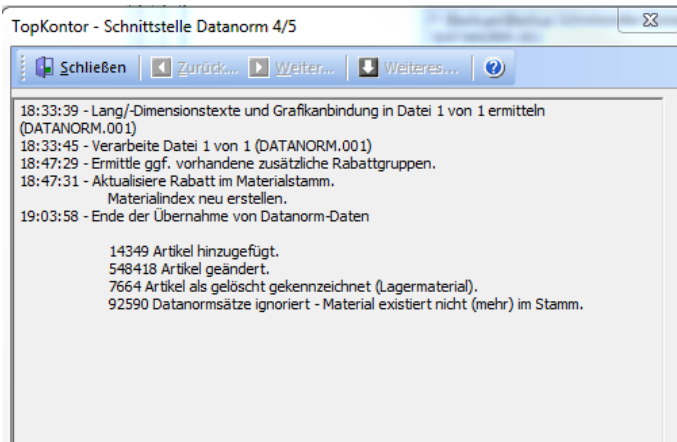 TopKontor - Schnittstelle Datanorm 4/5
Schließen Zurück... Weiter... Weiteres...
18:33:39 - Lang/-Dimensionstexte und Grafikanbindung in Datei 1 von 1 ermitteln
(DATANORM.001)
18:33:45 - Verarbeite Datei 1 von 1 (DATANORM.001)
18:47:29 - Ermittle ggf. vorhandene zusätzliche Rabattgruppen.
18:47:31 - Aktualisiere Rabatt im Materialstamm.
Materialindex neu erstellen.
19:03:58 - Ende der Übernahme von Datanorm-Daten
14349 Artikel hinzugefügt.
548418 Artikel geändert.
7664 Artikel als gelöscht gekennzeichnet (Lagermaterial).
92590 Datanormsätze ignoriert - Material existiert nicht (mehr) im Stamm.